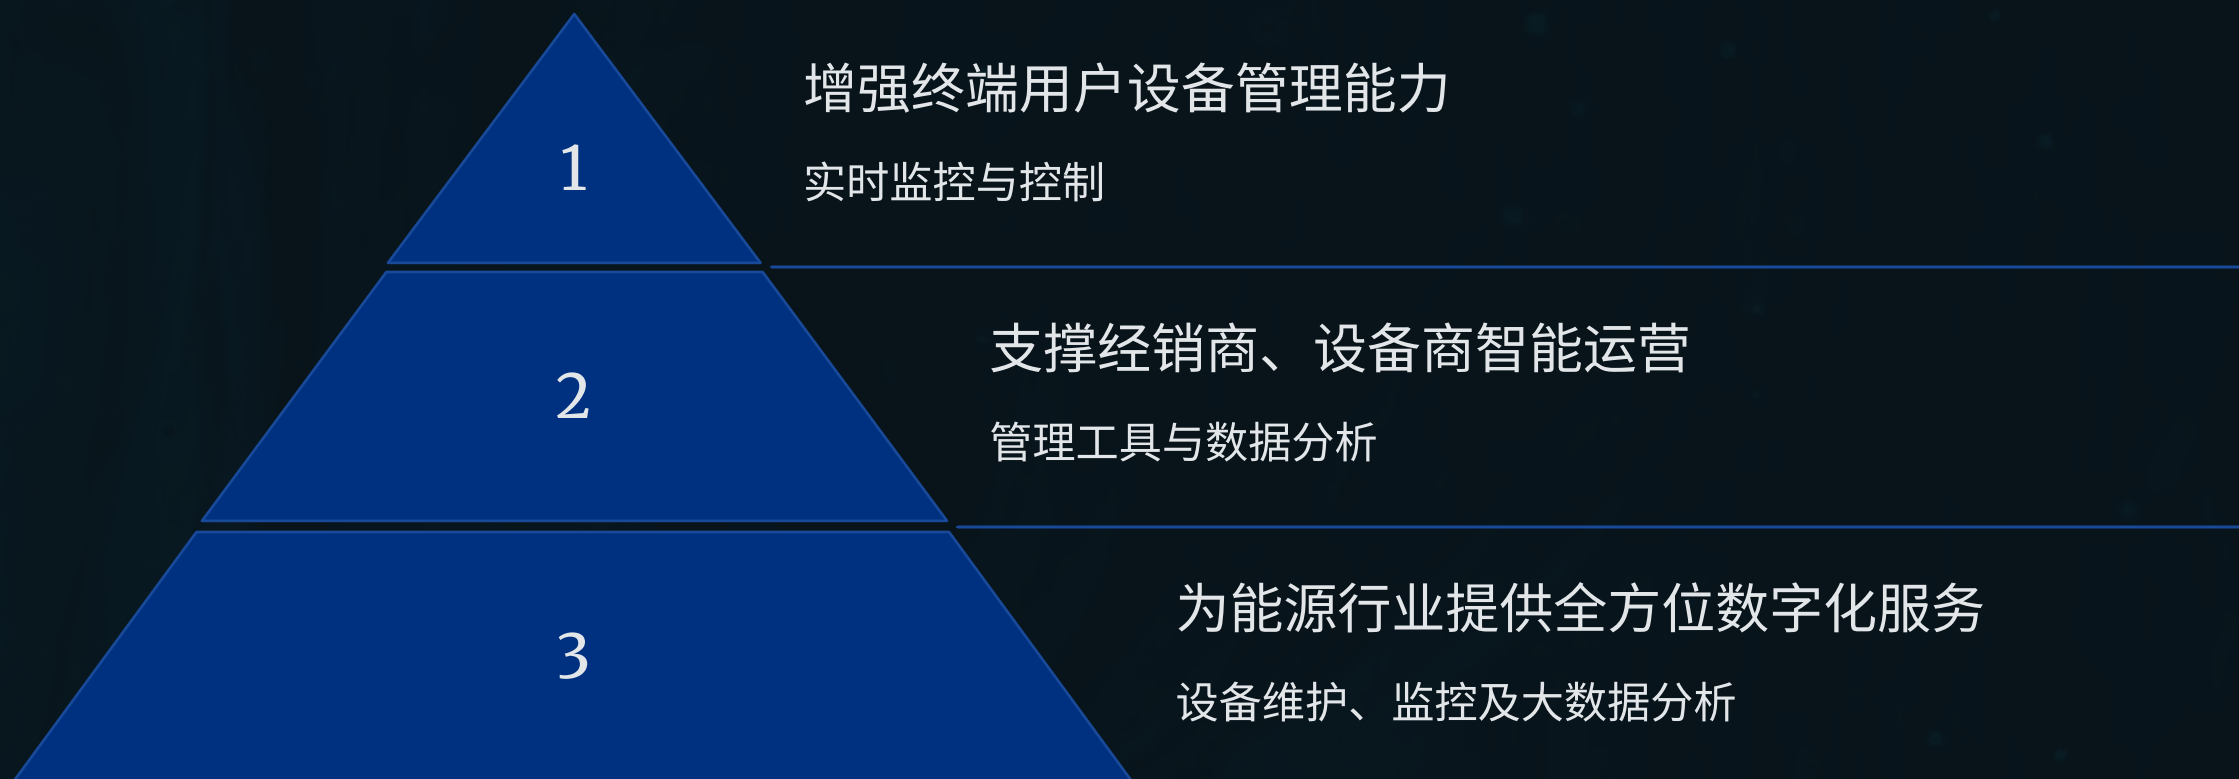 1
增强终端用户设备管理能力
实时监控与控制
2
支撑经销商、设备商智能运营
管理工具与数据分析
3
为能源行业提供全方位数字化服务
设备维护、监控及大数据分析